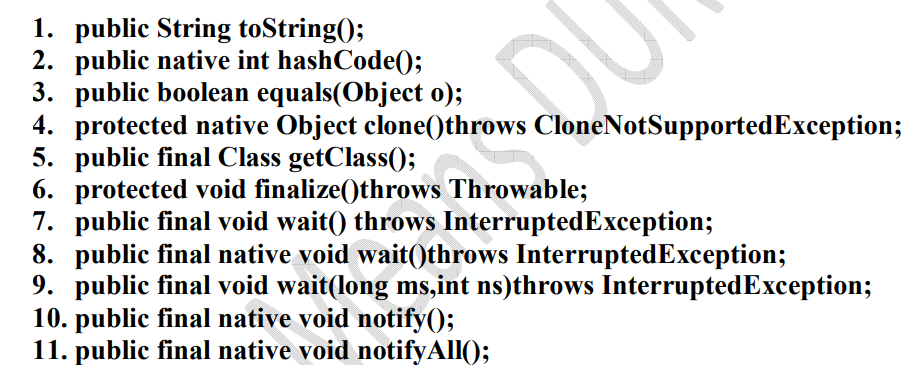 1. public String toString();
2. public native int hashCode();
3. public boolean equals(Object o);
4. protected native Object clone()throws CloneNotSupportedException;
5. public final Class getClass();
6. protected void finalize()throws Throwable;
7. public final void wait() throws InterruptedException;
8. public final native void wait()throws InterruptedException;
9. public final void wait(long ms,int ns)throws InterruptedException;
10. public final native void notify();
11. public final native void notifyAll();
Means